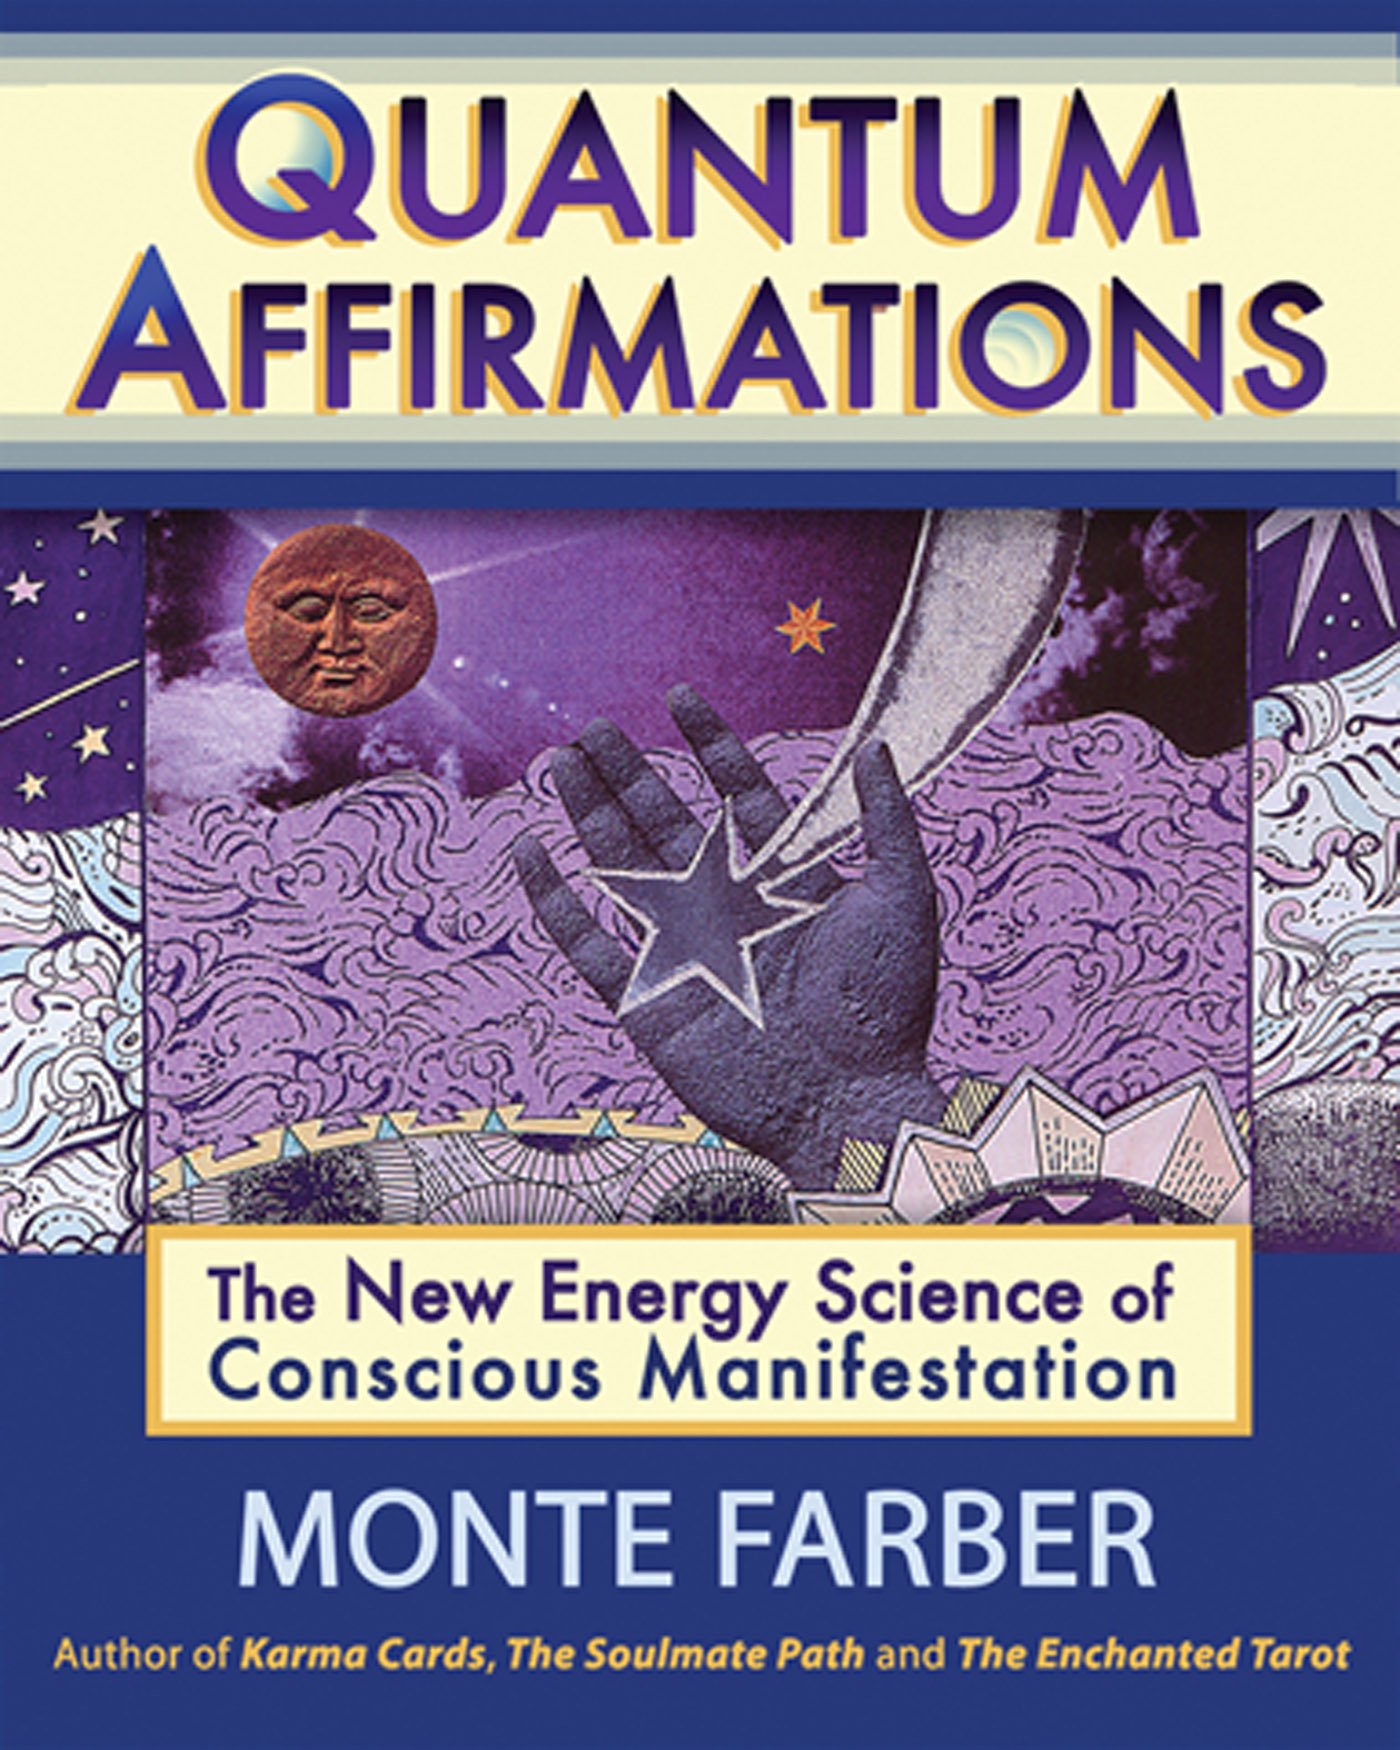 QUANTUM
AFFIRMATIONS
The New Energy Science of
Conscious Manifestation
MONTE FARBER
Author of Karma Cards, The Soulmate Path and The Enchanted Tarot